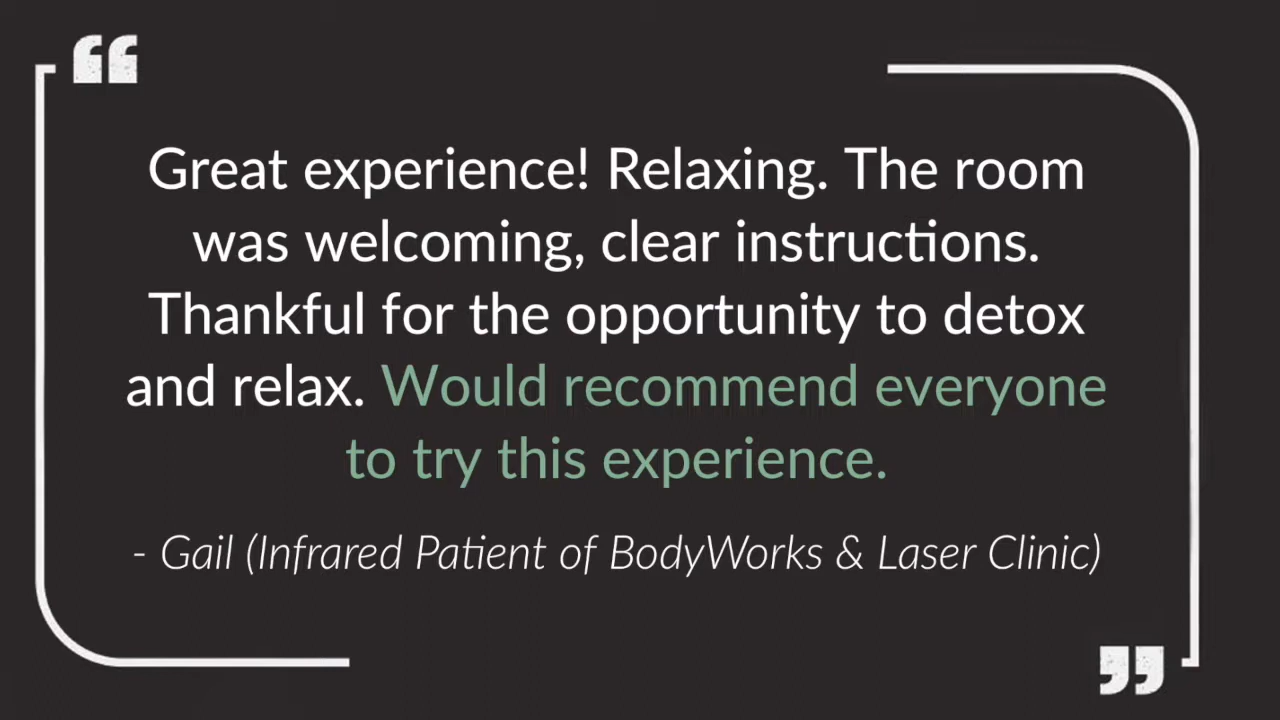 Great experience! Relaxing. The room
was welcoming, clear instructions.
Thankful for the opportunity to detox
and relax. Would recommend everyone
to try this experience.
- Gail (Infrared Patient of BodyWorks & Laser Clinic)